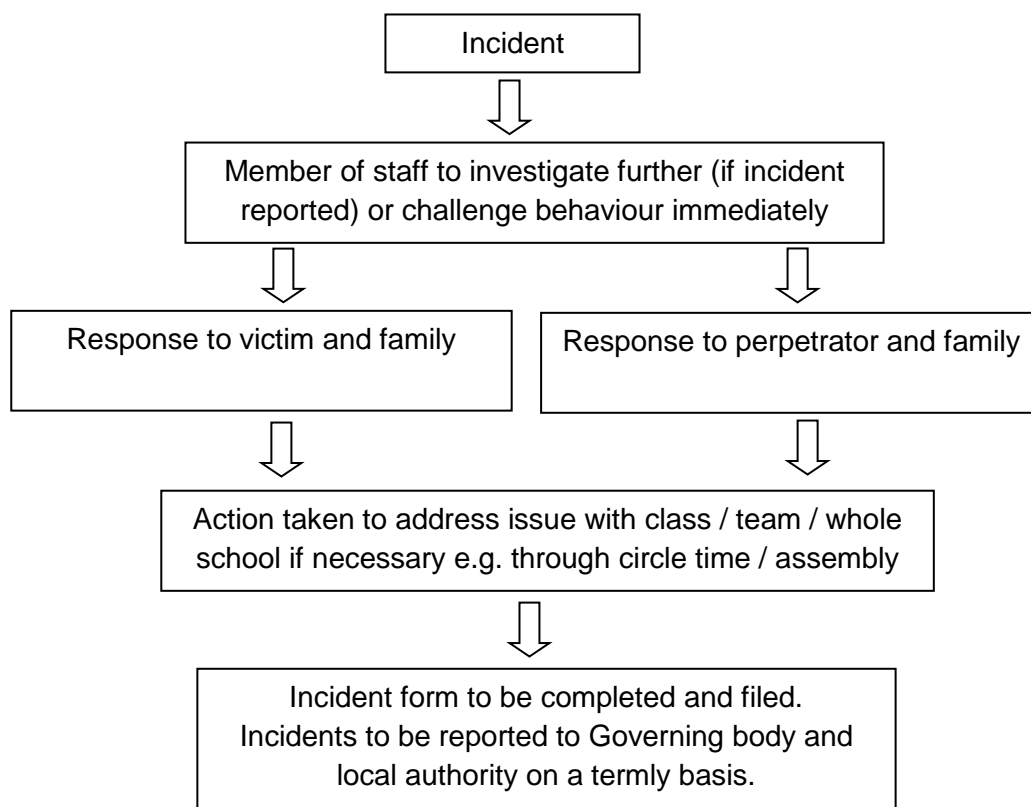 Incident
Member of staff to investigate further (if incident
reported) or challenge behaviour immediately
Response to victim and family
Response to perpetrator and family
Action taken to address issue with class / team / whole
school if necessary e.g. through circle time / assembly
Incident form to be completed and filed.
Incidents to be reported to Governing body and
local authority on a termly basis.